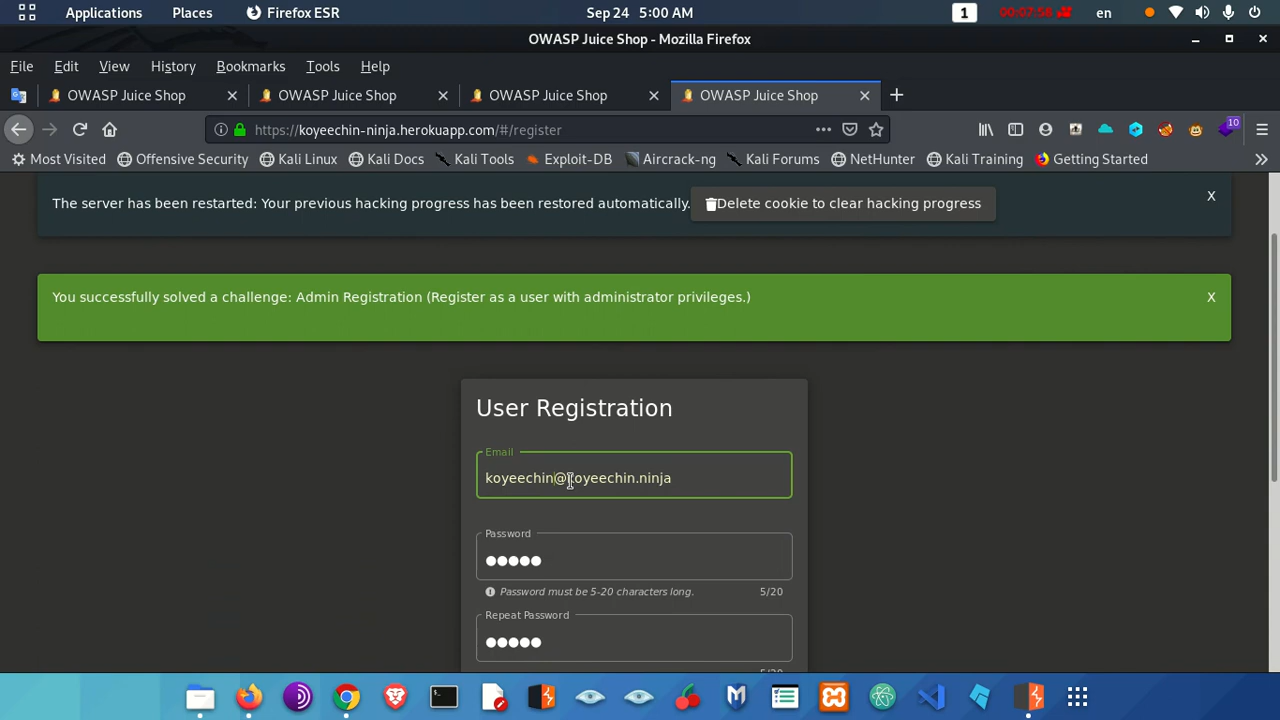 Applications Places Firefox ESR Sep 24 5:00 AM 1 00:07:58 en
OWASP Juice Shop - Mozilla Firefox
File Edit View History Bookmarks Tools Help
OWASP Juice Shop OWASP Juice Shop OWASP Juice Shop OWASP Juice Shop
https://koyeechin-ninja.herokuapp.com/#/register 10
Most Visited Offensive Security Kali Linux Kali Docs Kali Tools Exploit-DB Aircrack-ng Kali Forums NetHunter Kali Training Getting Started
The server has been restarted: Your previous hacking progress has been restored automatically. Delete cookie to clear hacking progress X
You successfully solved a challenge: Admin Registration (Register as a user with administrator privileges.) X
User Registration
Email
koyeechin@koyeechin.ninja
Password
Password must be 5-20 characters long. 5/20
Repeat Password